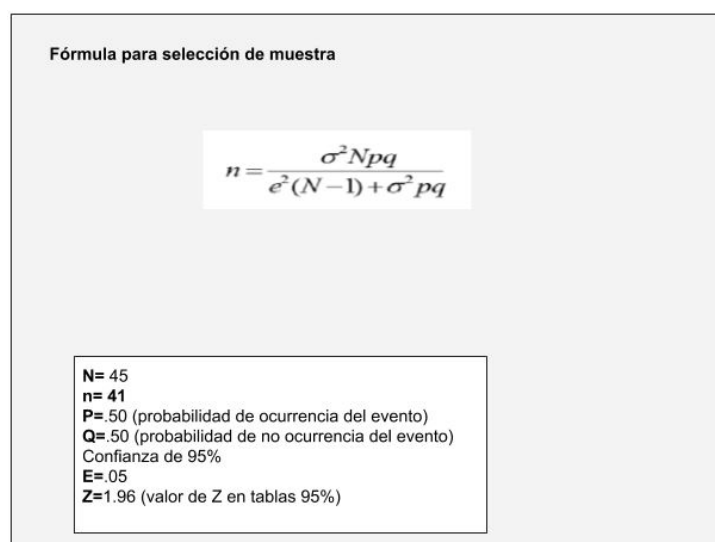 Fórmula para selección de muestra
n = σ²Npq / e²(N−1)+σ²pq
N= 45
n= 41
P=.50 (probabilidad de ocurrencia del evento)
Q=.50 (probabilidad de no ocurrencia del evento)
Confianza de 95%
E=.05
Z=1.96 (valor de Z en tablas 95%)